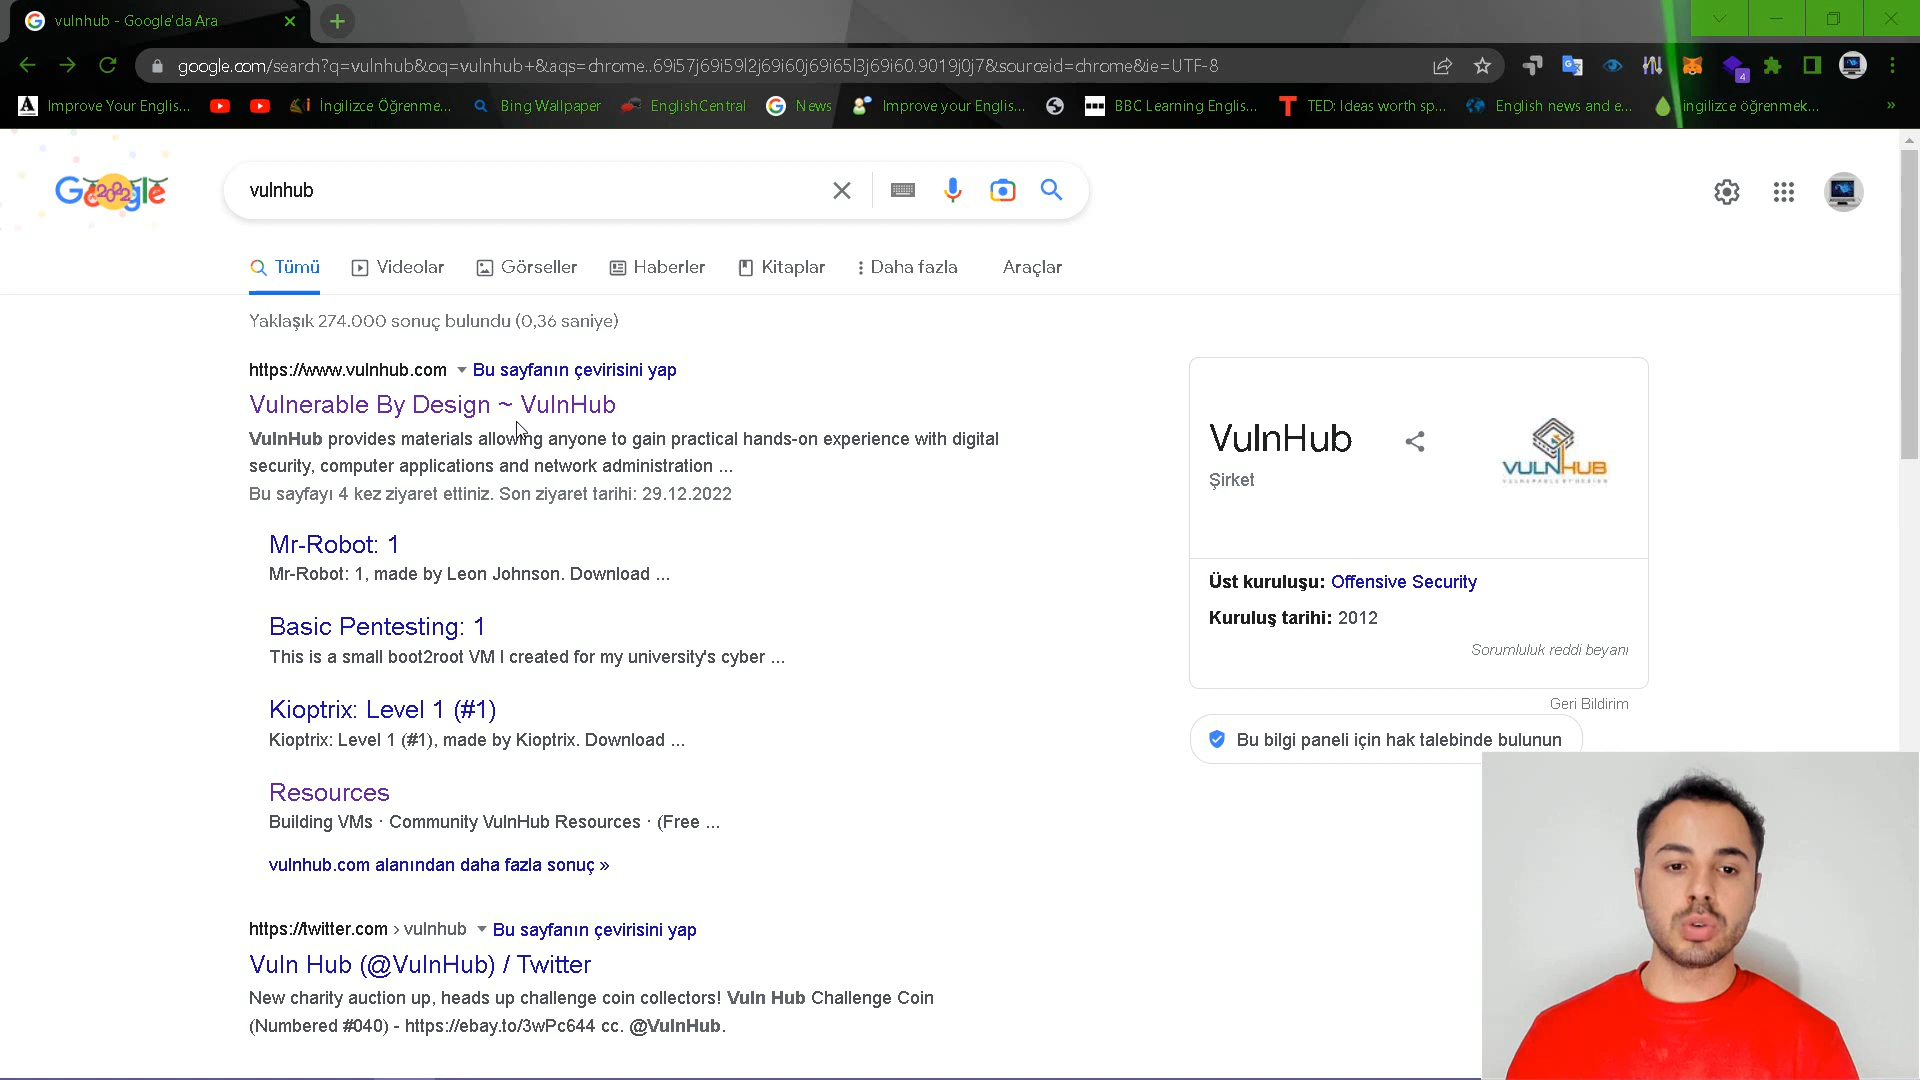 vulnhub - Google'da Ara
google.com/search?q=vulnhub&oq=vulnhub+&aqs=chrome..69i57j69i59l2j69i60j69i65l3j69i60.9019j0j7&sourceid=chrome&ie=UTF-8
4
Improve Your Englis...
İngilizce Öğrenme...
Bing Wallpaper
EnglishCentral
News
Improve your Englis...
BBC Learning Englis...
TED: Ideas worth sp...
English news and e...
ingilizce öğrenmek...
»
Google
2022
vulnhub
Tümü
Videolar
Görseller
Haberler
Kitaplar
Daha fazla
Araçlar
Yaklaşık 274.000 sonuç bulundu (0,36 saniye)
https://www.vulnhub.com
Bu sayfanın çevirisini yap
Vulnerable By Design ~ VulnHub
VulnHub provides materials allowing anyone to gain practical hands-on experience with digital
security, computer applications and network administration ...
Bu sayfayı 4 kez ziyaret ettiniz. Son ziyaret tarihi: 29.12.2022
Mr-Robot: 1
Mr-Robot: 1, made by Leon Johnson. Download ...
Basic Pentesting: 1
This is a small boot2root VM I created for my university's cyber ...
Kioptrix: Level 1 (#1)
Kioptrix: Level 1 (#1), made by Kioptrix. Download ...
Resources
Building VMs · Community VulnHub Resources · (Free ...
vulnhub.com alanından daha fazla sonuç »
https://twitter.com › vulnhub
Bu sayfanın çevirisini yap
Vuln Hub (@VulnHub) / Twitter
New charity auction up, heads up challenge coin collectors! Vuln Hub Challenge Coin
(Numbered #040) - https://ebay.to/3wPc644 cc. @VulnHub.
VulnHub
Şirket
VULNHUB
VULNERABLE BY DESIGN
Üst kuruluşu: Offensive Security
Kuruluş tarihi: 2012
Sorumluluk reddi beyanı
Geri Bildirim
Bu bilgi paneli için hak talebinde bulunun